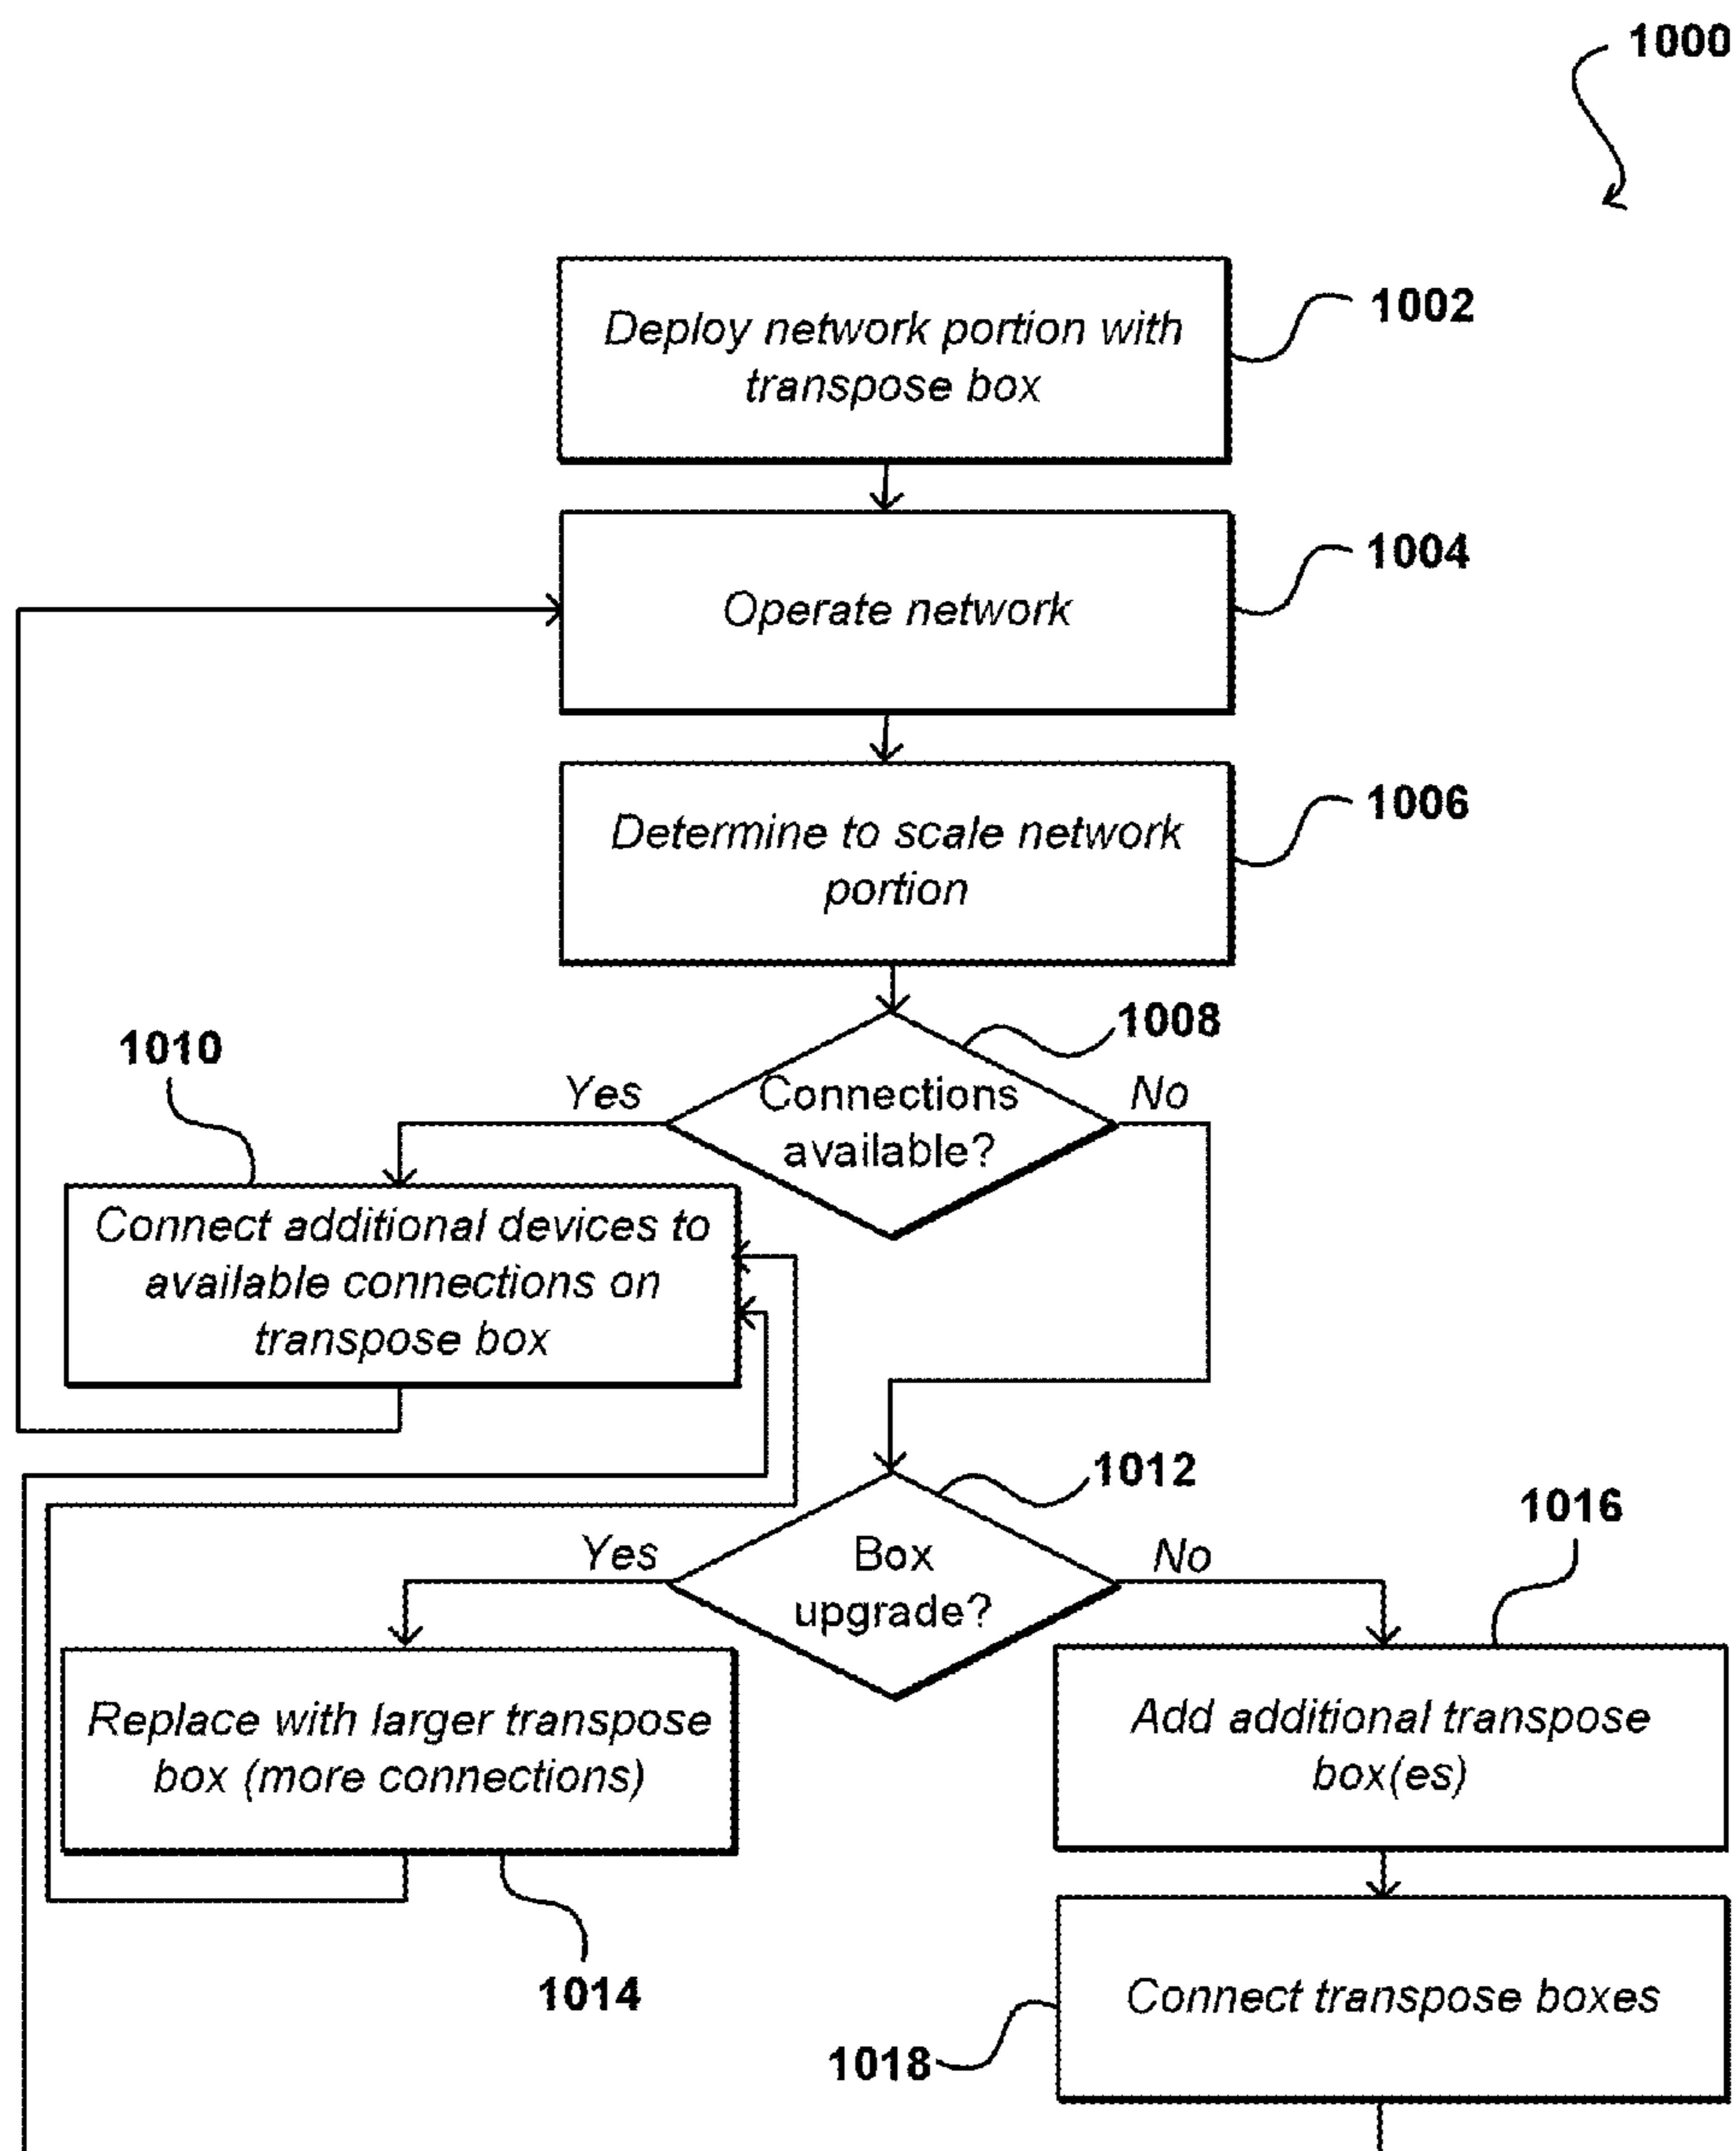 1000
Deploy network portion with
transpose box
1002
Operate network
1004
Determine to scale network
portion
1006
1008
Connections
available?
Yes
No
1010
Connect additional devices to
available connections on
transpose box
1012
Box
upgrade?
Yes
No
1016
Replace with larger transpose
box (more connections)
1014
Add additional transpose
box(es)
Connect transpose boxes
1018